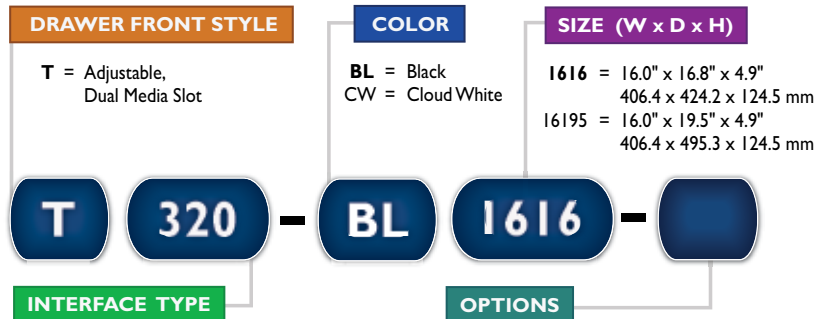 DRAWER FRONT STYLE
COLOR
SIZE (W x D x H)
T = Adjustable,
Dual Media Slot
BL = Black
CW = Cloud White
1616 = 16.0" x 16.8" x 4.9"
406.4 x 424.2 x 124.5 mm
16195 = 16.0" x 19.5" x 4.9"
406.4 x 495.3 x 124.5 mm
T 320 - BL 1616 -
INTERFACE TYPE
OPTIONS